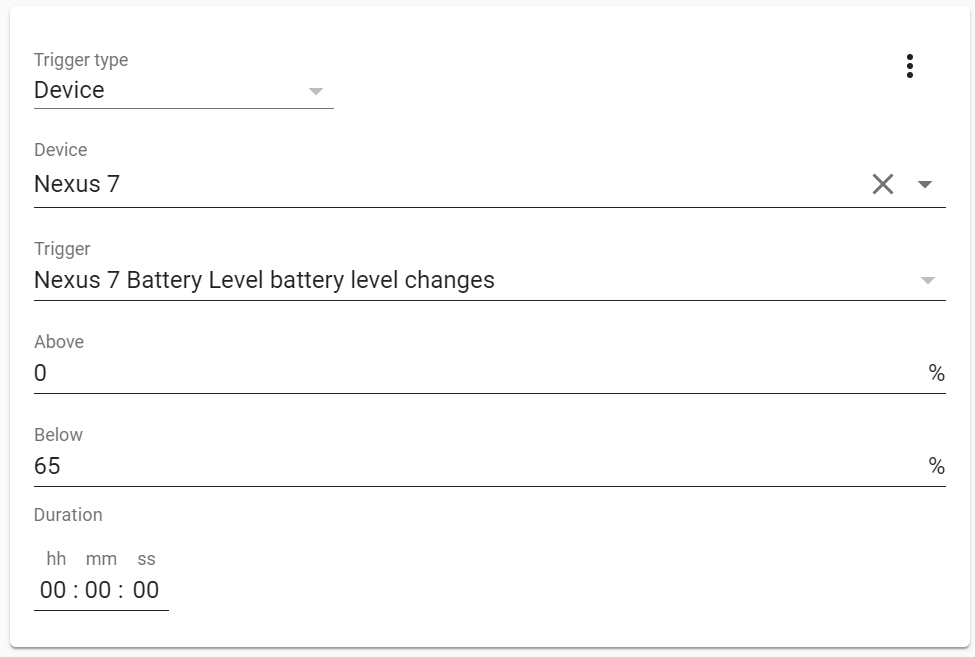 Trigger type
Device
Device
Nexus 7
Trigger
Nexus 7 Battery Level battery level changes
Above
0 %
Below
65 %
Duration
hh mm ss
00 : 00 : 00